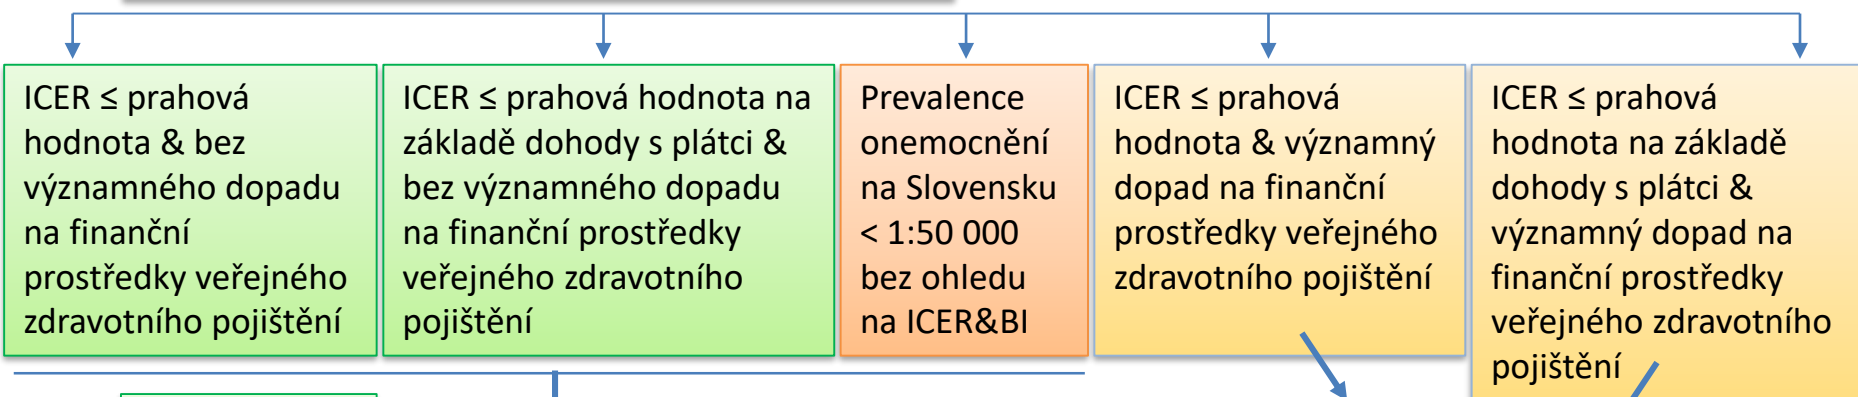 ICER ≤ prahová
hodnota & bez
významného dopadu
na finanční
prostředky veřejného
zdravotního pojištění
ICER ≤ prahová hodnota na
základě dohody s plátci &
bez významného dopadu
na finanční prostředky
veřejného zdravotního
pojištění
Prevalence
onemocnění
na Slovensku
< 1:50 000
bez ohledu
na ICER&BI
ICER ≤ prahová
hodnota & významný
dopad na finanční
prostředky veřejného
zdravotního pojištění
ICER ≤ prahová
hodnota na základě
dohody s plátci &
významný dopad na
finanční prostředky
veřejného zdravotního
pojištění